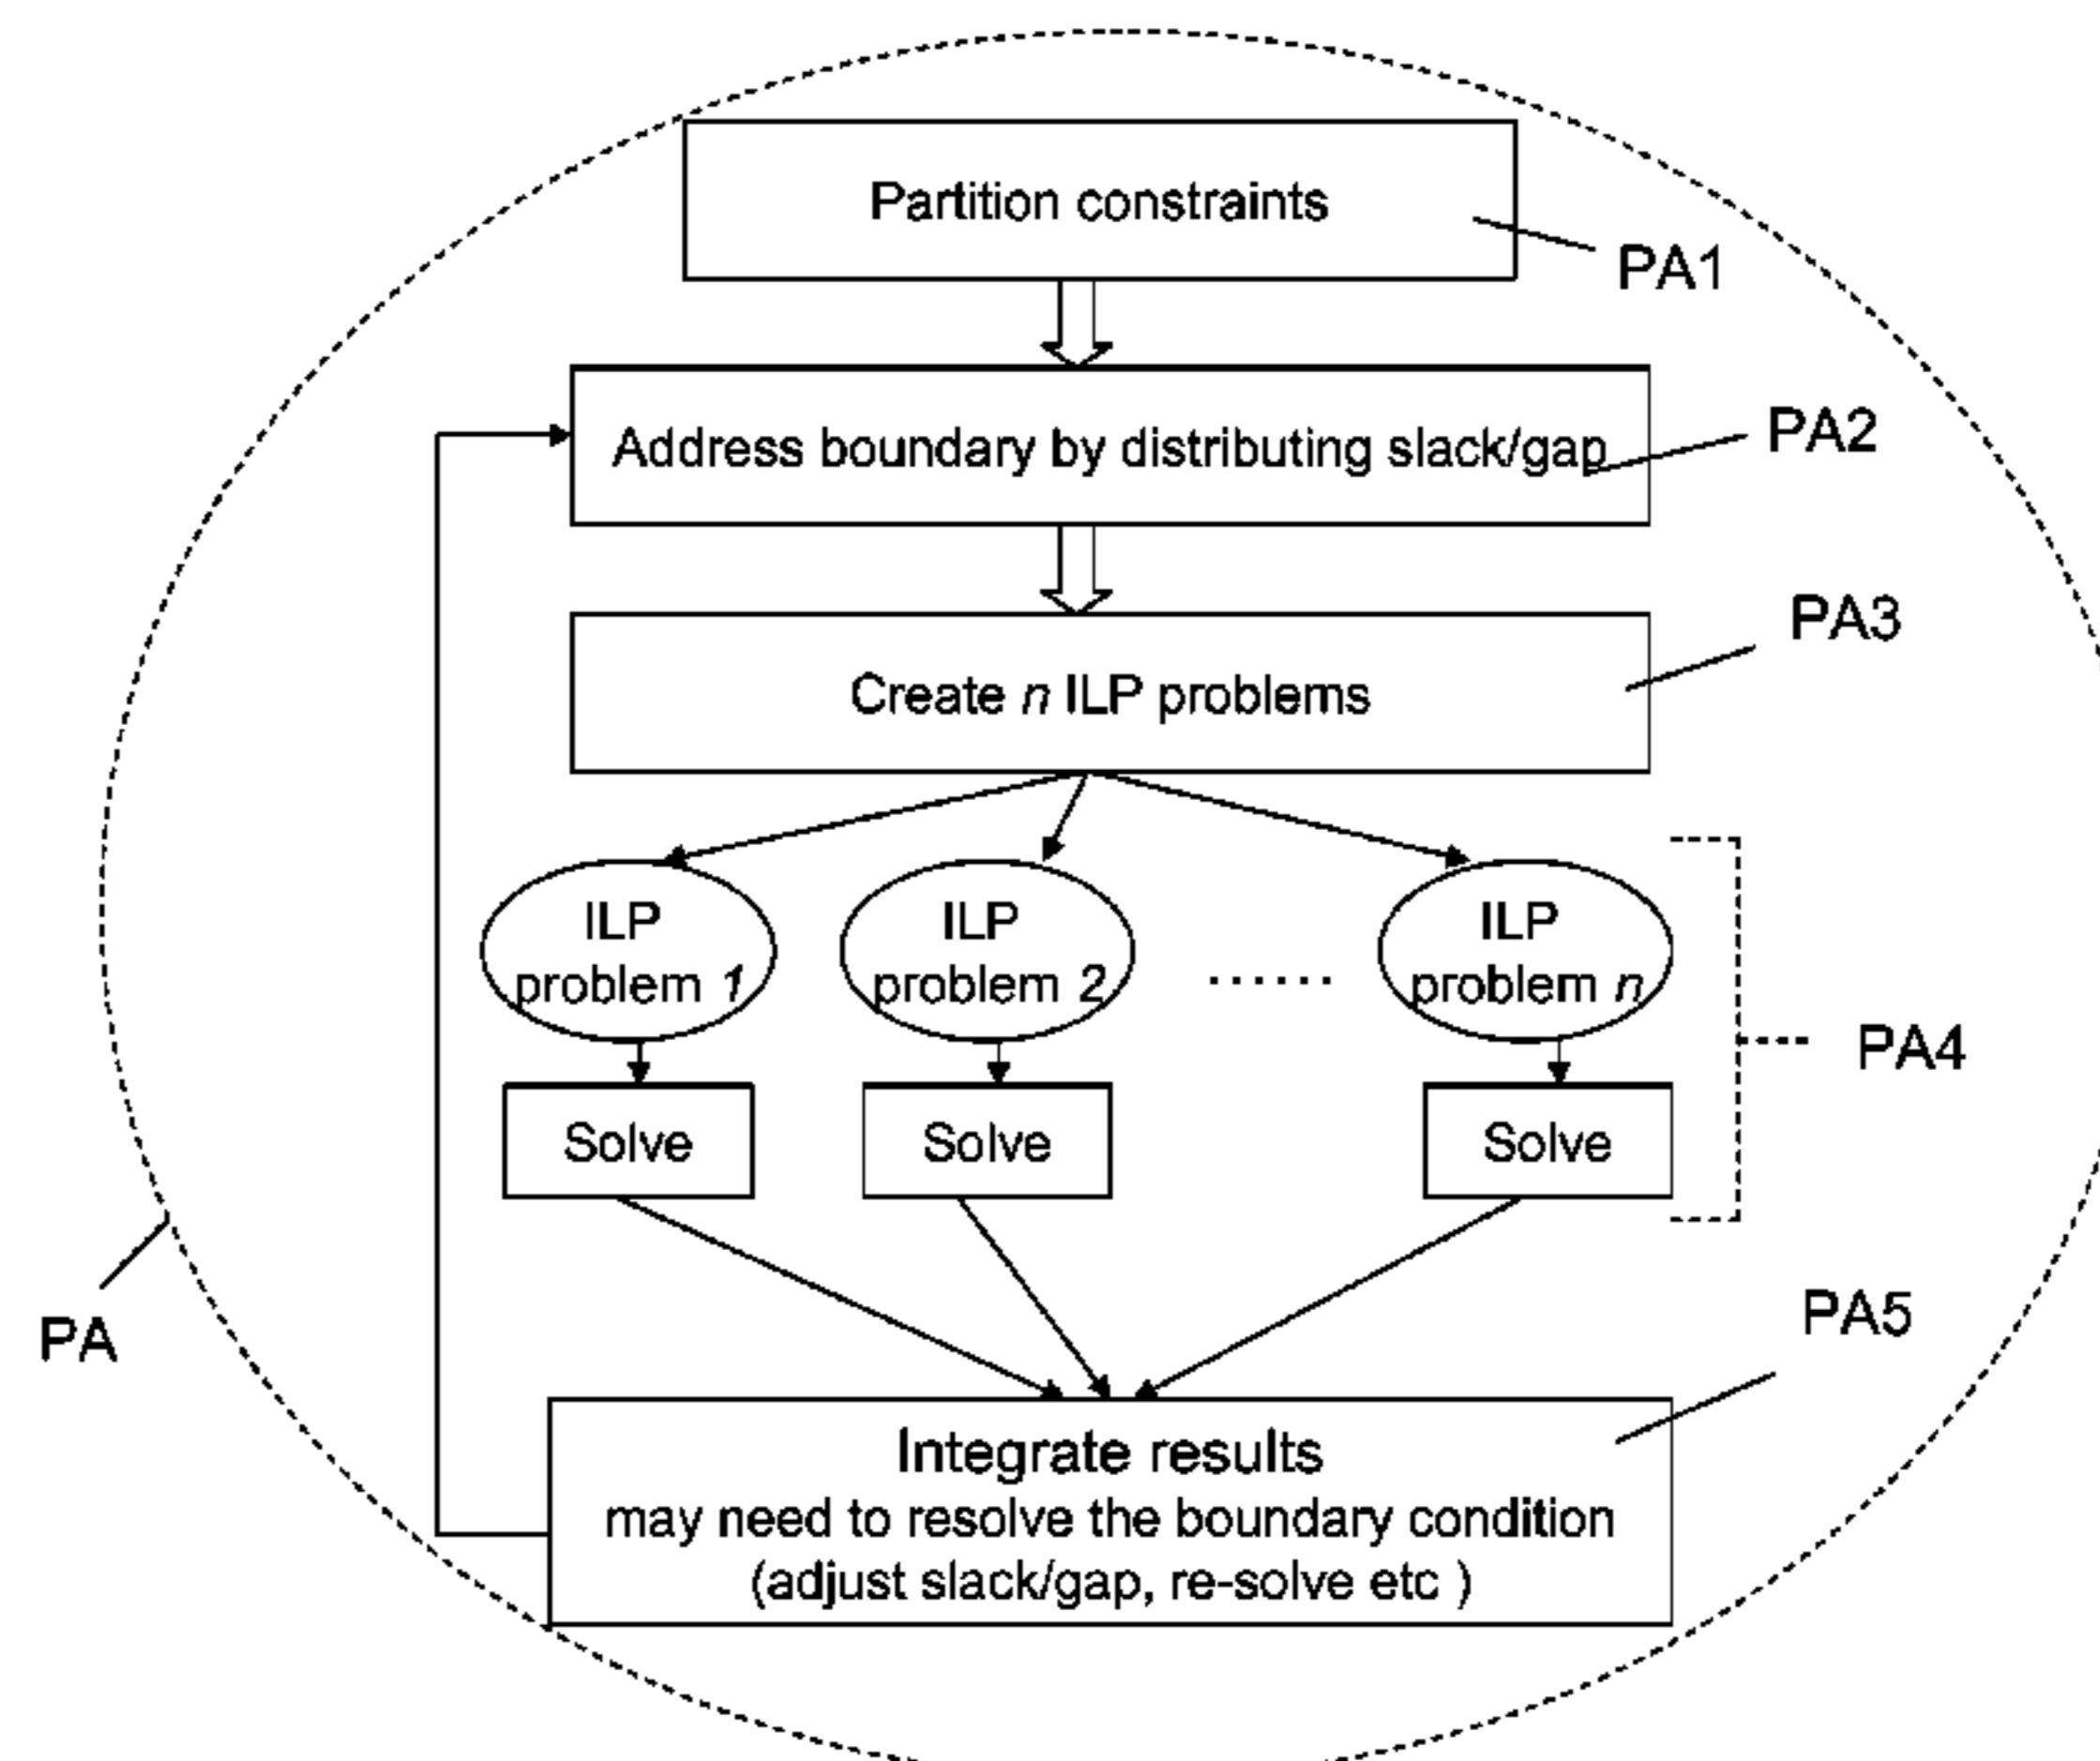 Partition constraints
PA1
Address boundary by distributing slack/gap
PA2
Create n ILP problems
PA3
ILP
problem 1
ILP
problem 2
......
ILP
problem n
PA4
Solve
Solve
Solve
PA
PA5
Integrate results
may need to resolve the boundary condition
(adjust slack/gap, re-solve etc )